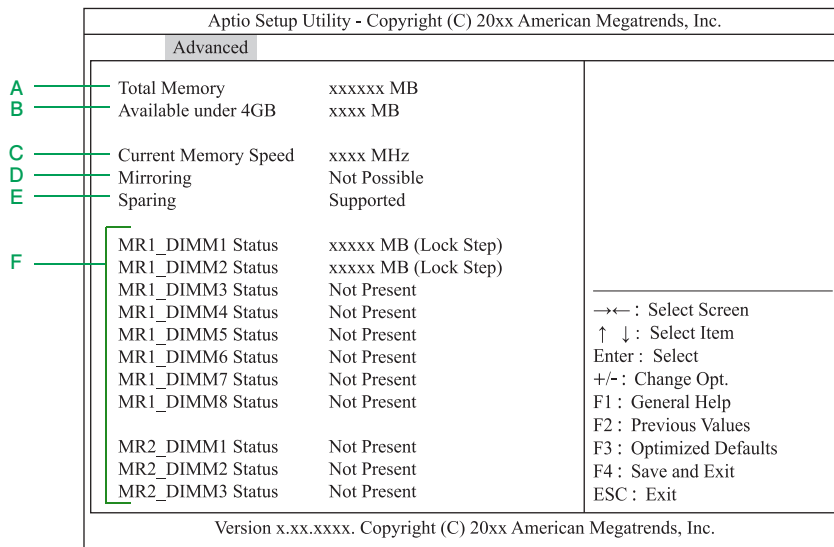 Aptio Setup Utility - Copyright (C) 20xx American Megatrends, Inc.
Advanced
A Total Memory xxxxxx MB
B Available under 4GB xxxx MB
C Current Memory Speed xxxx MHz
D Mirroring Not Possible
E Sparing Supported
F
MR1_DIMM1 Status xxxxx MB (Lock Step)
MR1_DIMM2 Status xxxxx MB (Lock Step)
MR1_DIMM3 Status Not Present
MR1_DIMM4 Status Not Present
MR1_DIMM5 Status Not Present
MR1_DIMM6 Status Not Present
MR1_DIMM7 Status Not Present
MR1_DIMM8 Status Not Present
MR2_DIMM1 Status Not Present
MR2_DIMM2 Status Not Present
MR2_DIMM3 Status Not Present
→← : Select Screen
↑ ↓ : Select Item
Enter : Select
+/- : Change Opt.
F1 : General Help
F2 : Previous Values
F3 : Optimized Defaults
F4 : Save and Exit
ESC : Exit
Version x.xx.xxxx. Copyright (C) 20xx American Megatrends, Inc.